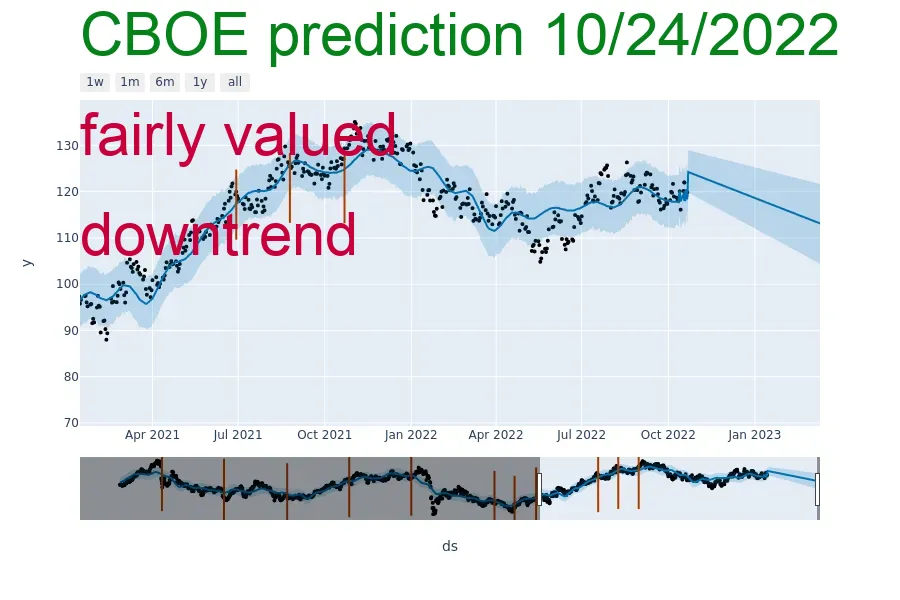 CBOE prediction 10/24/2022
1w 1m 6m 1y all
fairly valued
downtrend
130
120
110
100
90
80
70
y
Apr 2021 Jul 2021 Oct 2021 Jan 2022 Apr 2022 Jul 2022 Oct 2022 Jan 2023
ds